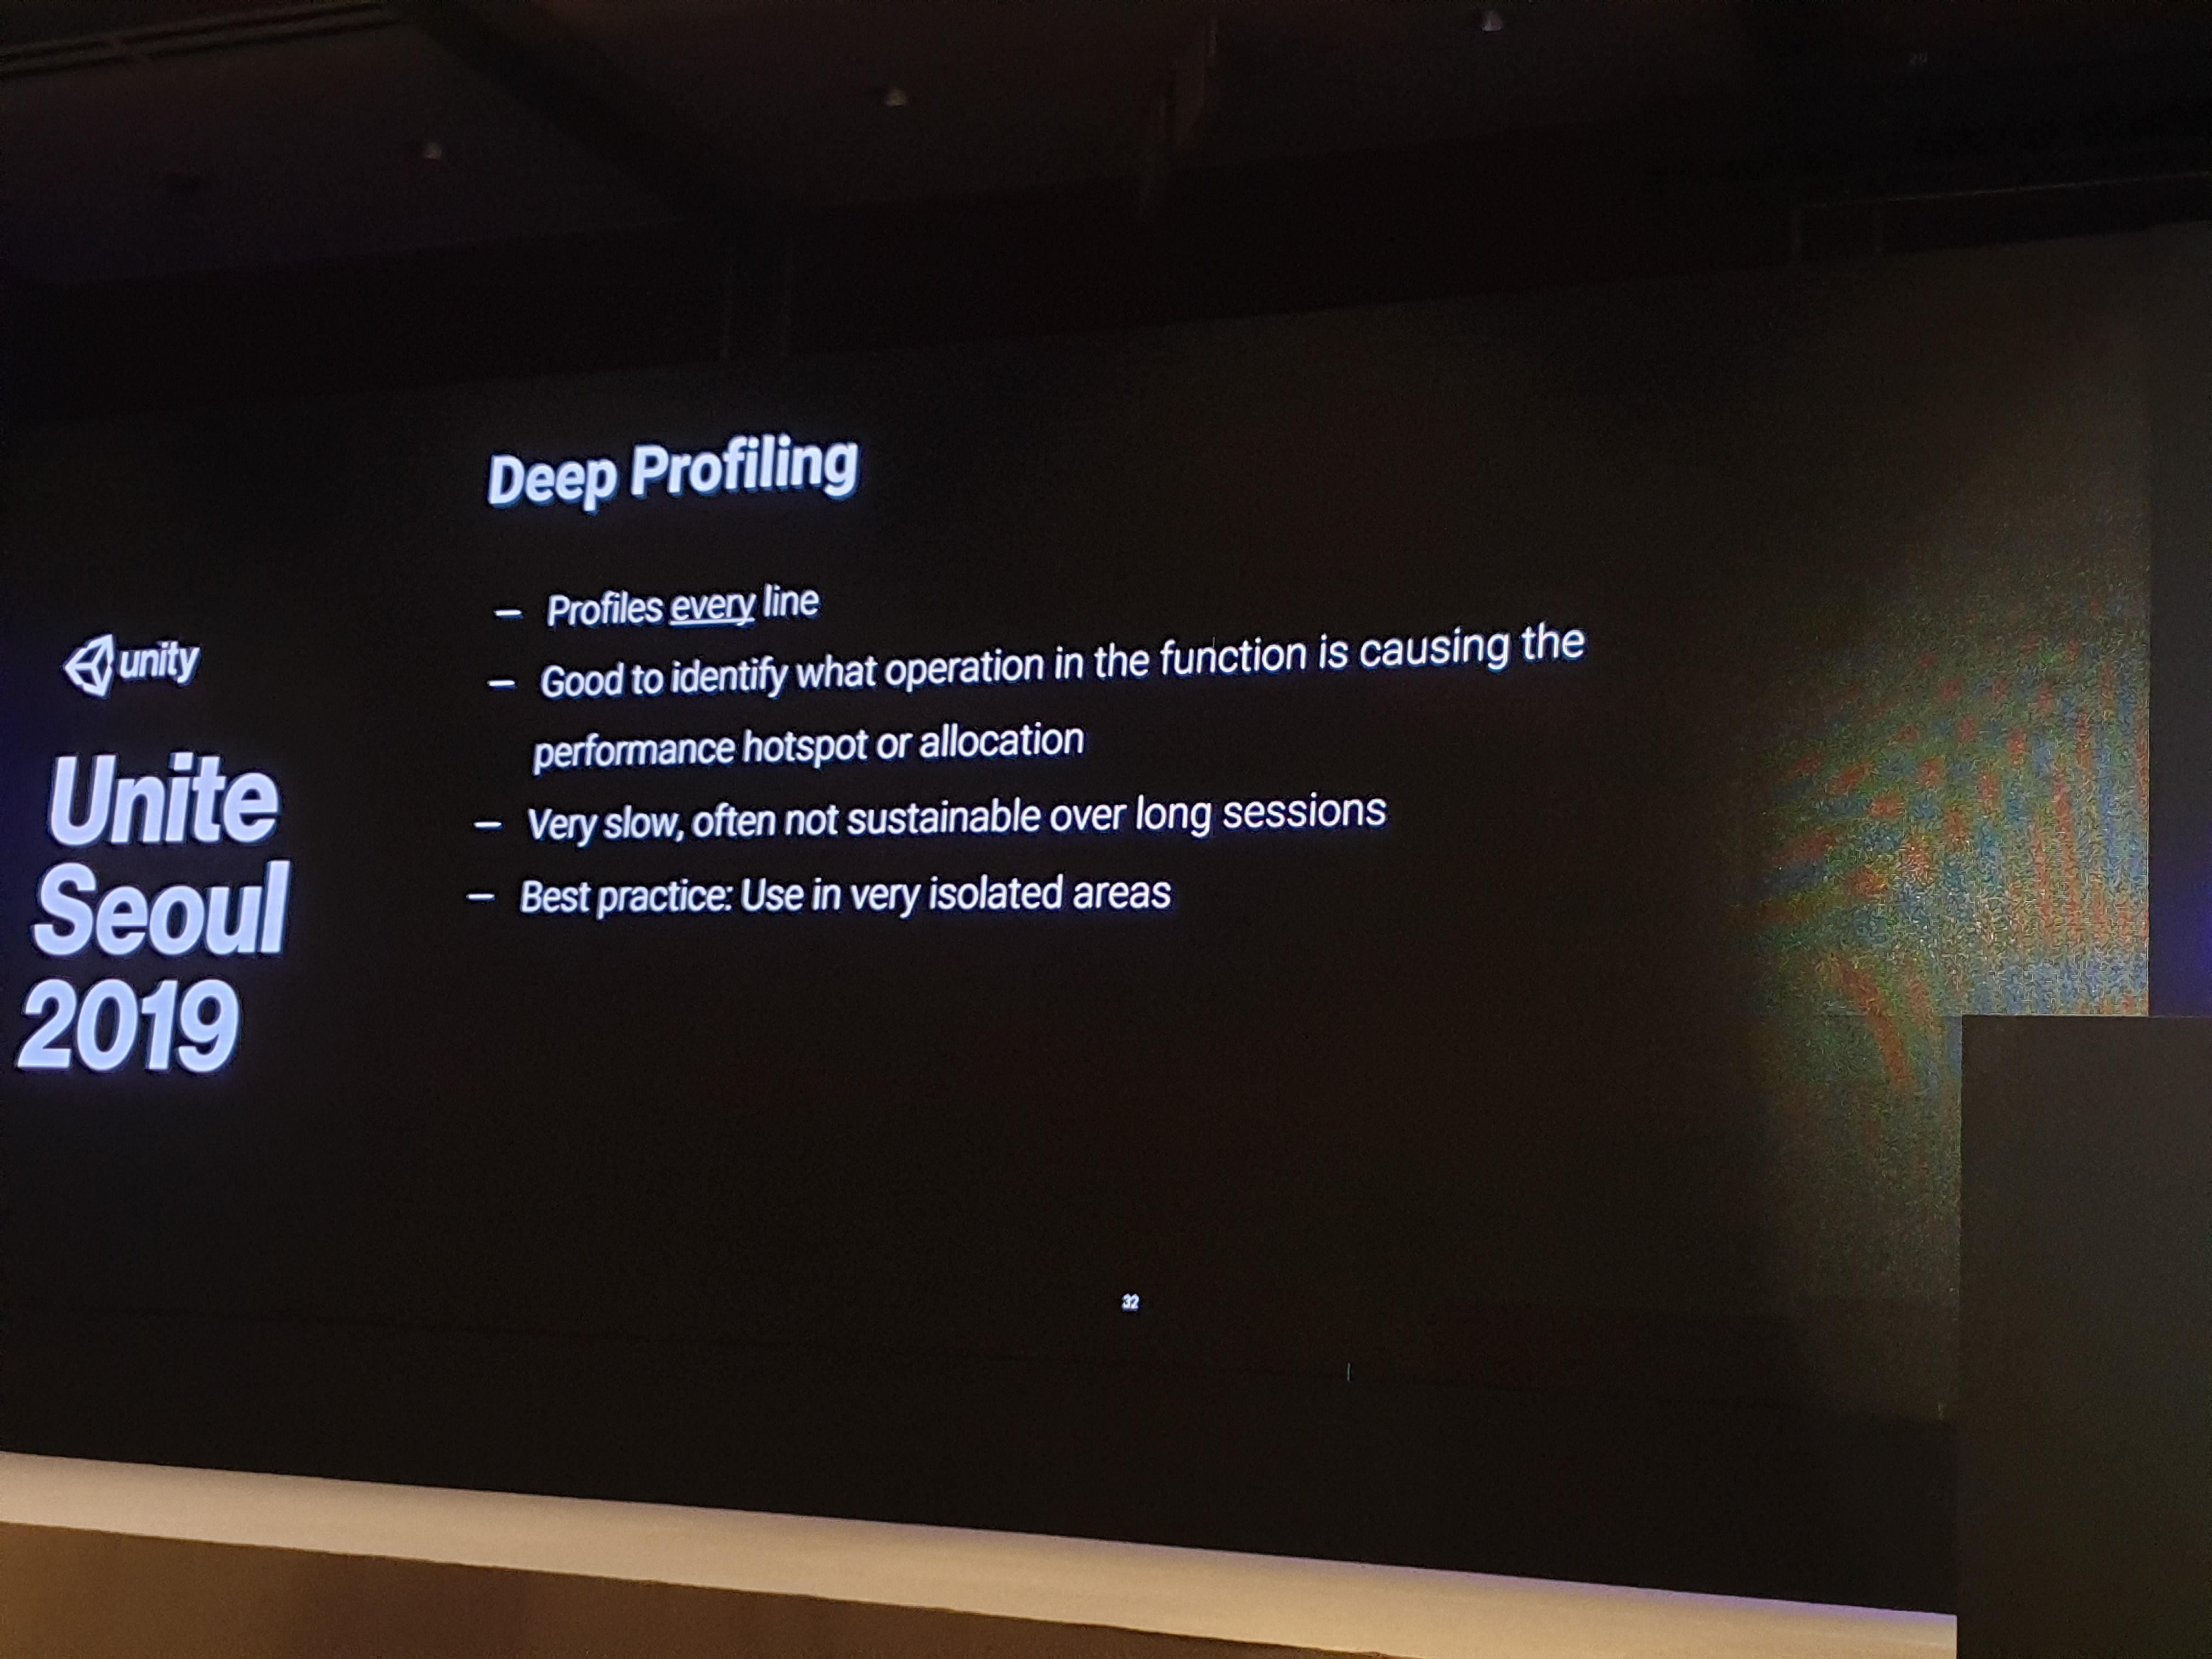 Deep Profiling
– Profiles every line
– Good to identify what operation in the function is causing the
performance hotspot or allocation
– Very slow, often not sustainable over long sessions
– Best practice: Use in very isolated areas
unity
Unite
Seoul
2019
32